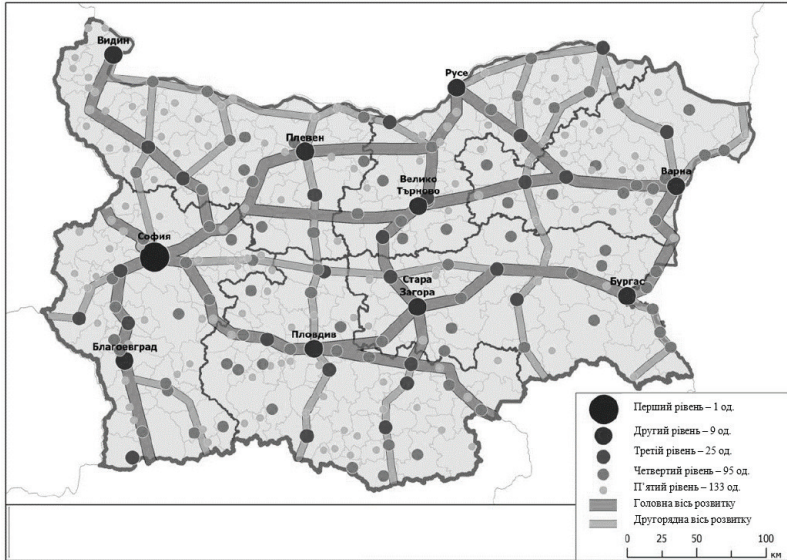 Видин
Русе
Плевен
Велико
Търново
Варна
София
Стара
Загора
Бургас
Пловдив
Благоевград
Перший рівень – 1 од.
Другий рівень – 9 од.
Третій рівень – 25 од.
Четвертий рівень – 95 од.
П'ятий рівень – 133 од.
Головна вісь розвитку
Другорядна вісь розвитку
0 25 50 100
км